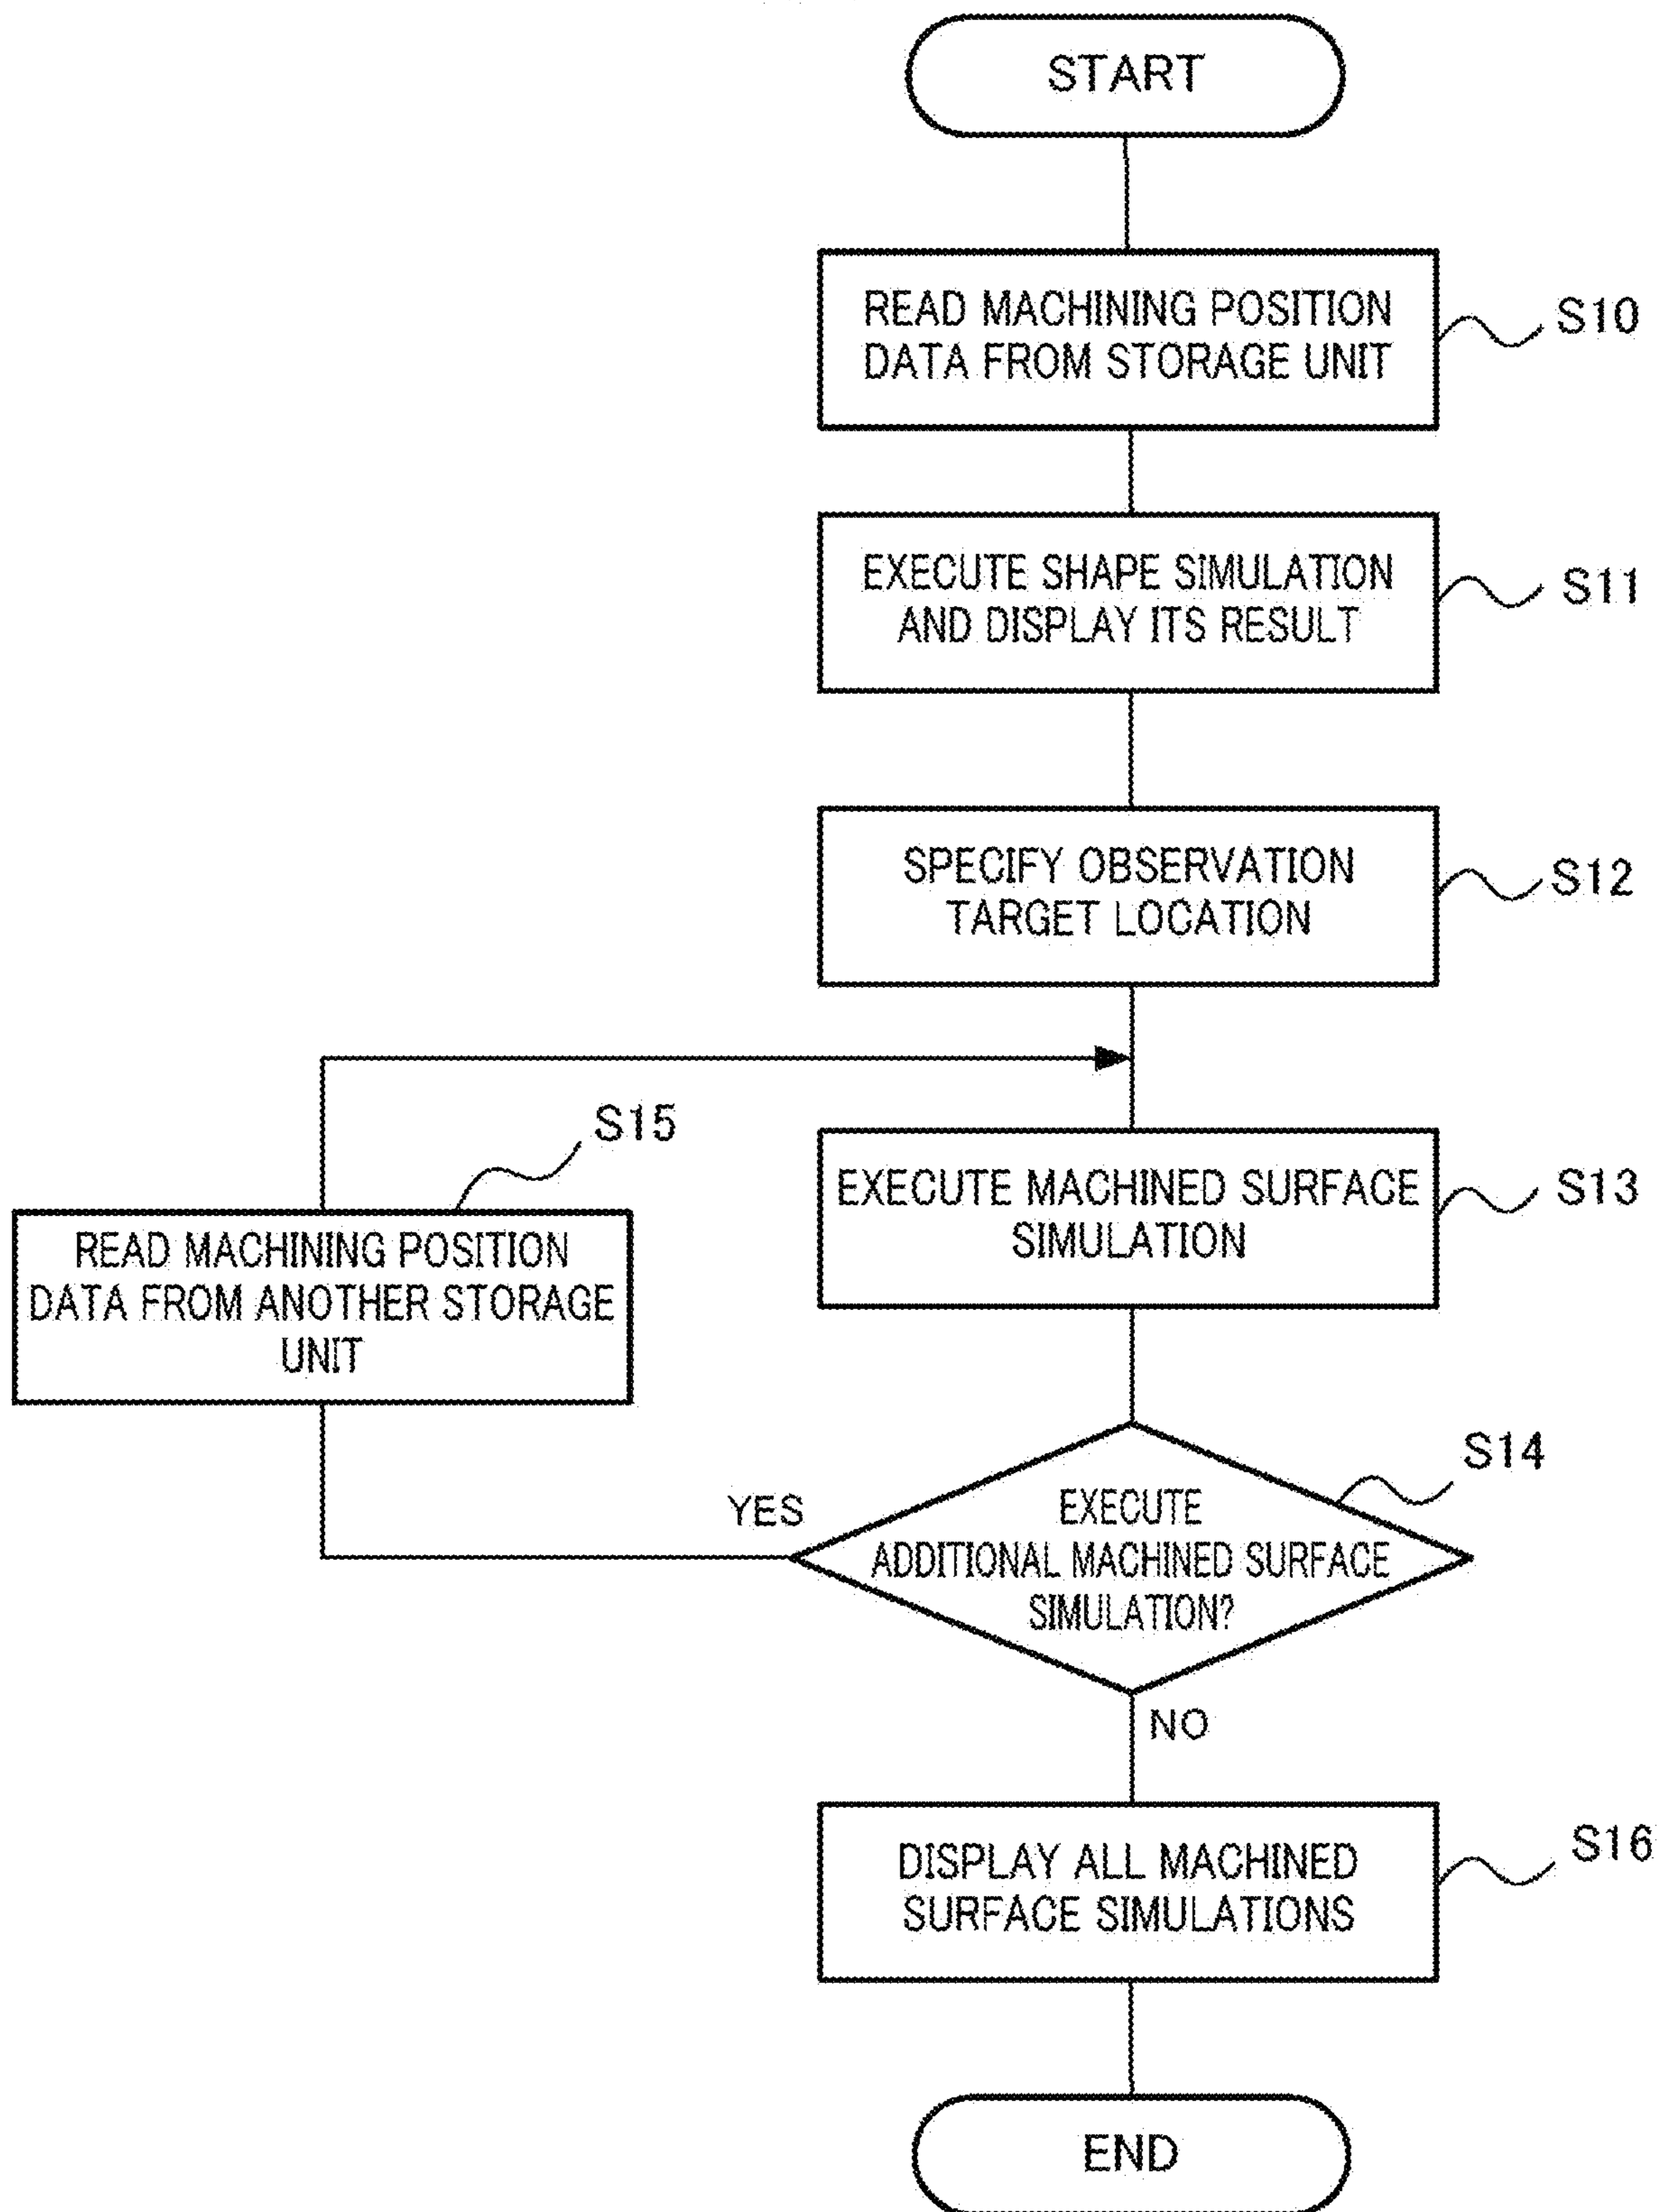 START
READ MACHINING POSITION
DATA FROM STORAGE UNIT
S10
EXECUTE SHAPE SIMULATION
AND DISPLAY ITS RESULT
S11
SPECIFY OBSERVATION
TARGET LOCATION
S12
S15
READ MACHINING POSITION
DATA FROM ANOTHER STORAGE
UNIT
EXECUTE MACHINED SURFACE
SIMULATION
S13
S14
YES
EXECUTE
ADDITIONAL MACHINED SURFACE
SIMULATION?
NO
DISPLAY ALL MACHINED
SURFACE SIMULATIONS
S16
END